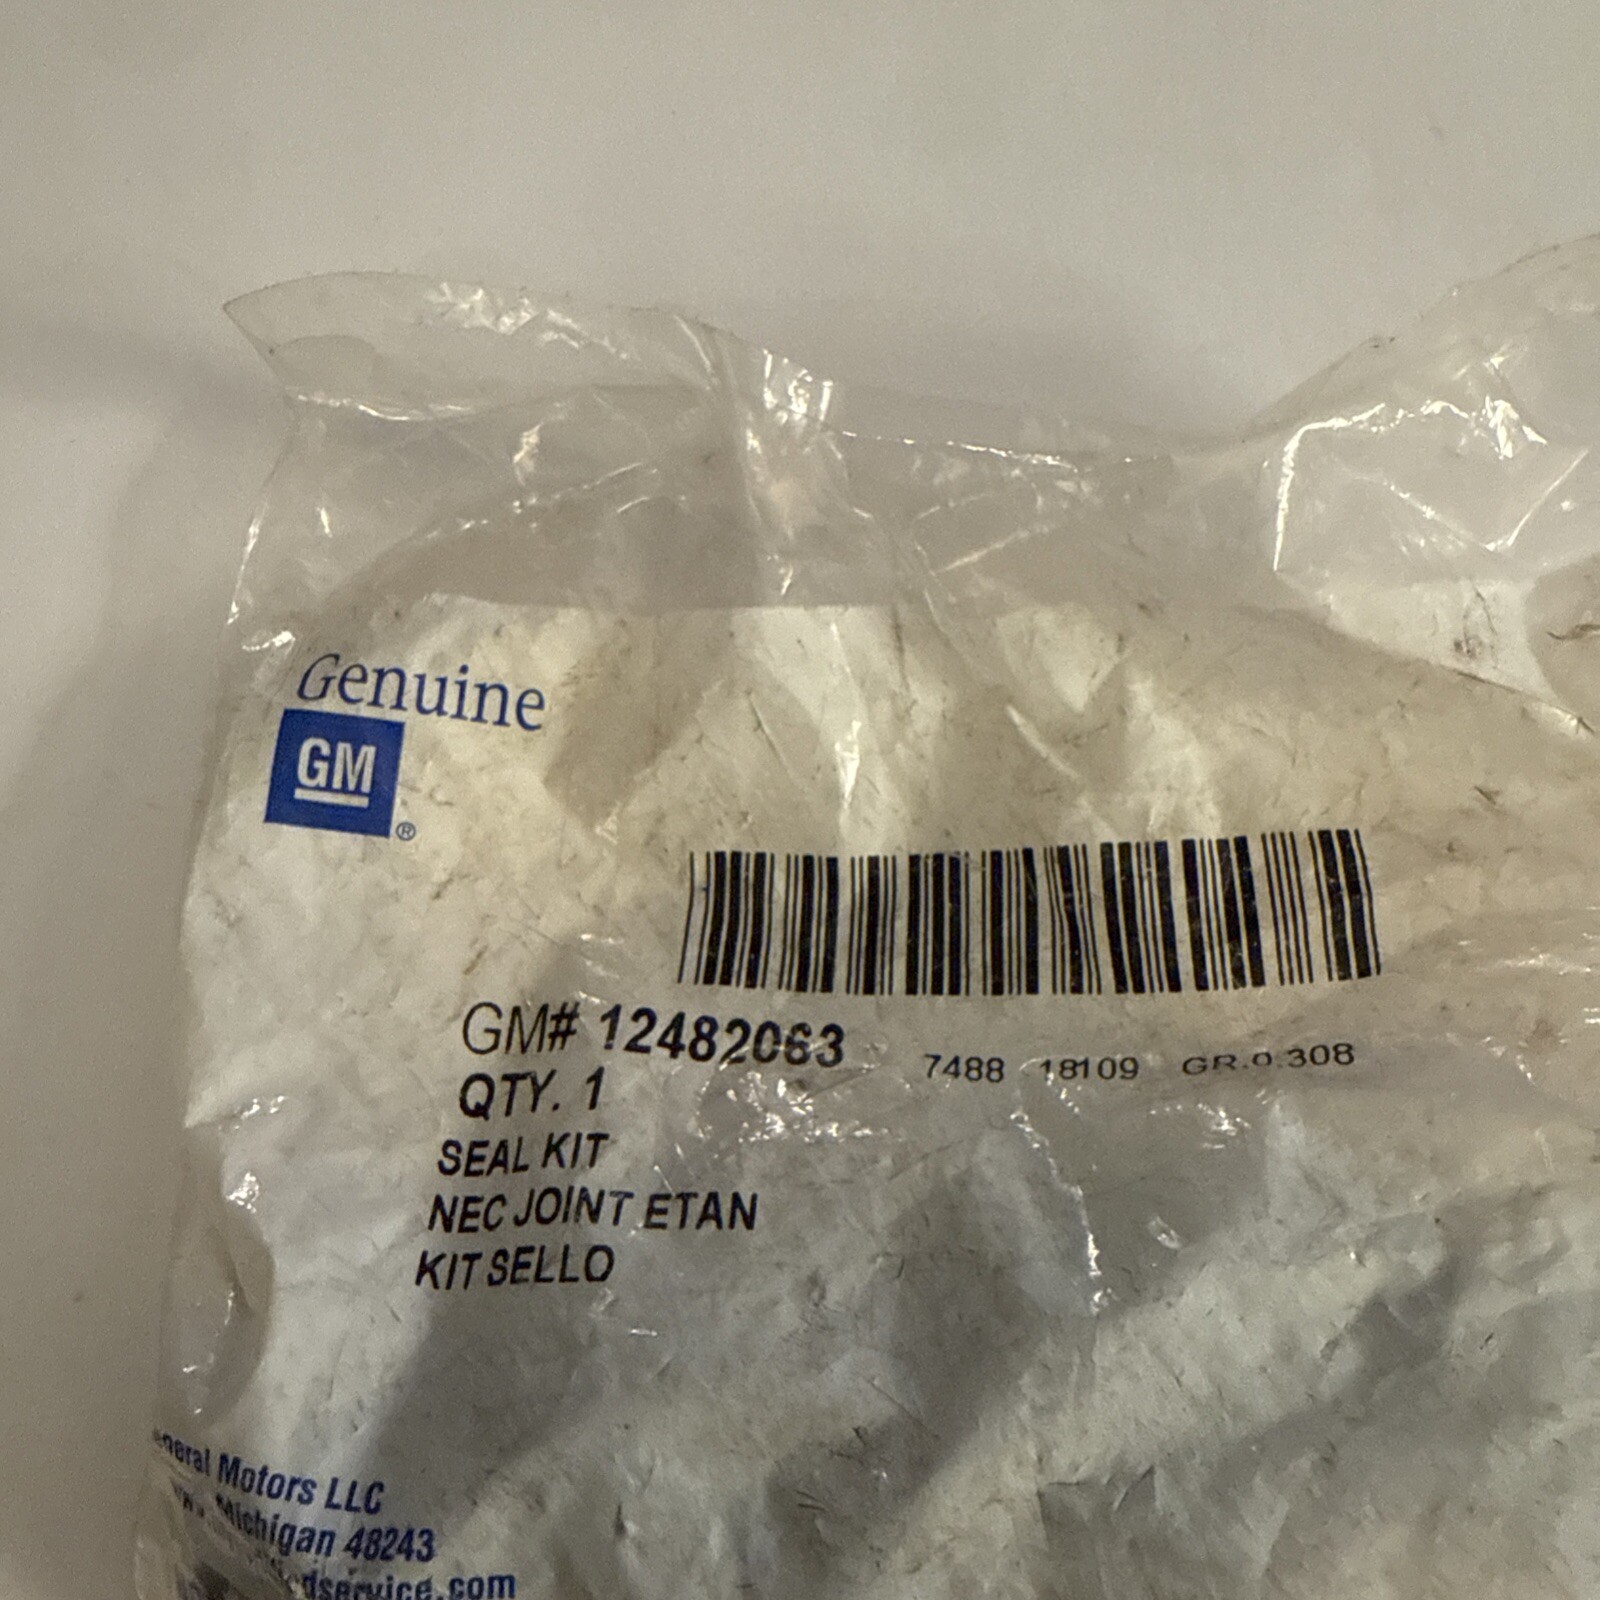 Genuine
GM
®
GM# 12482063
7488 18109 GR.0.308
QTY. 1
SEAL KIT
NEC JOINT ETAN
KIT SELLO
Motors LLC
Michigan 48243